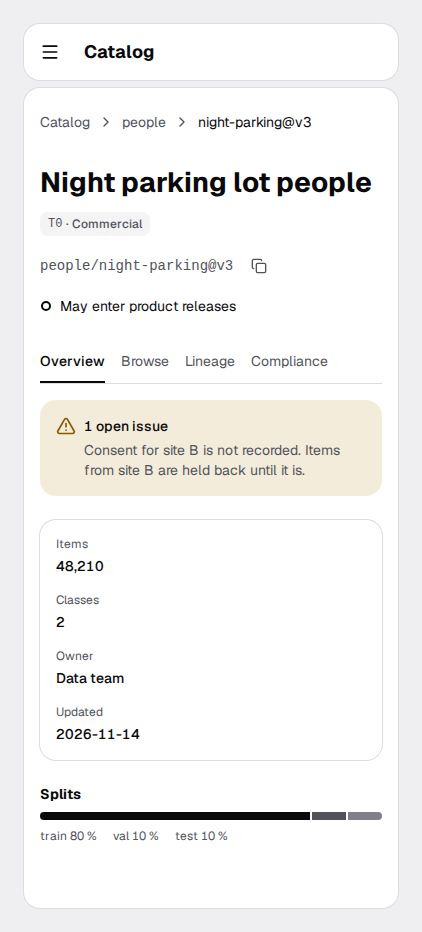 Catalog
Catalog > people > night-parking@v3
Night parking lot people
T0 · Commercial
people/night-parking@v3
May enter product releases
Overview Browse Lineage Compliance
1 open issue
Consent for site B is not recorded. Items
from site B are held back until it is.
Items
48,210
Classes
2
Owner
Data team
Updated
2026-11-14
Splits
train 80 % val 10 % test 10 %